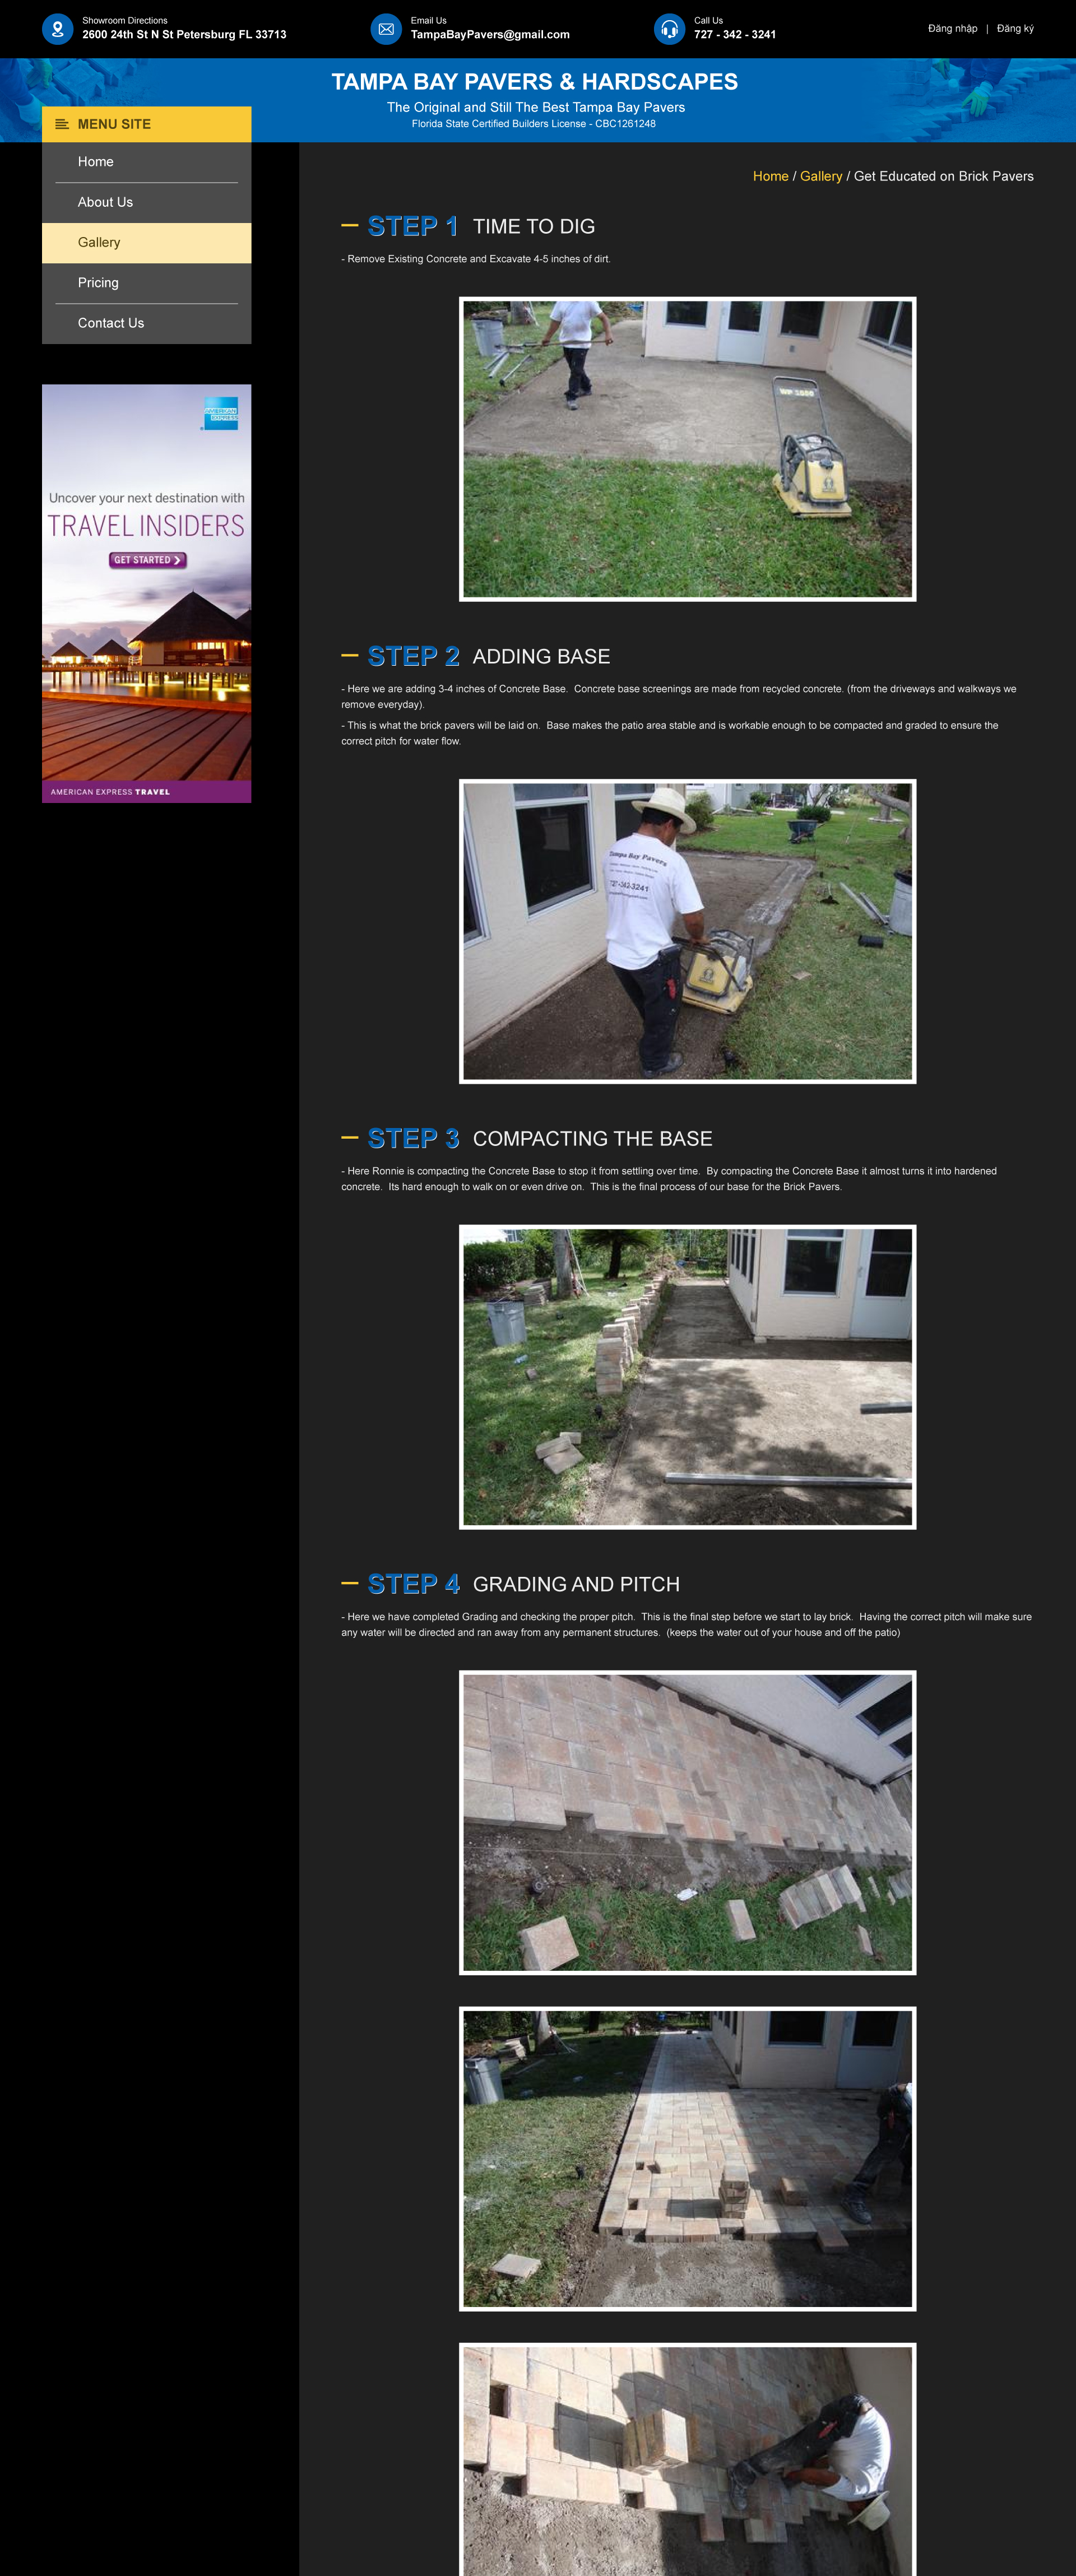 Showroom Directions
2600 24th St N St Petersburg FL 33713
Email Us
TampaBayPavers@gmail.com
Call Us
727 - 342 - 3241
Đăng nhập | Đăng ký
TAMPA BAY PAVERS & HARDSCAPES
The Original and Still The Best Tampa Bay Pavers
Florida State Certified Builders License - CBC1261248
MENU SITE
Home
About Us
Gallery
Pricing
Contact Us
AMERICAN
EXPRESS
Uncover your next destination with
TRAVEL INSIDERS
GET STARTED
AMERICAN EXPRESS TRAVEL
Home / Gallery / Get Educated on Brick Pavers
STEP 1 TIME TO DIG
- Remove Existing Concrete and Excavate 4-5 inches of dirt.
WP 1550
STEP 2 ADDING BASE
- Here we are adding 3-4 inches of Concrete Base. Concrete base screenings are made from recycled concrete. (from the driveways and walkways we
remove everyday).
- This is what the brick pavers will be laid on. Base makes the patio area stable and is workable enough to be compacted and graded to ensure the
correct pitch for water flow.
Tampa Bay Pavers
727-342-3241
STEP 3 COMPACTING THE BASE
- Here Ronnie is compacting the Concrete Base to stop it from settling over time. By compacting the Concrete Base it almost turns it into hardened
concrete. Its hard enough to walk on or even drive on. This is the final process of our base for the Brick Pavers.
STEP 4 GRADING AND PITCH
- Here we have completed Grading and checking the proper pitch. This is the final step before we start to lay brick. Having the correct pitch will make sure
any water will be directed and ran away from any permanent structures. (keeps the water out of your house and off the patio)